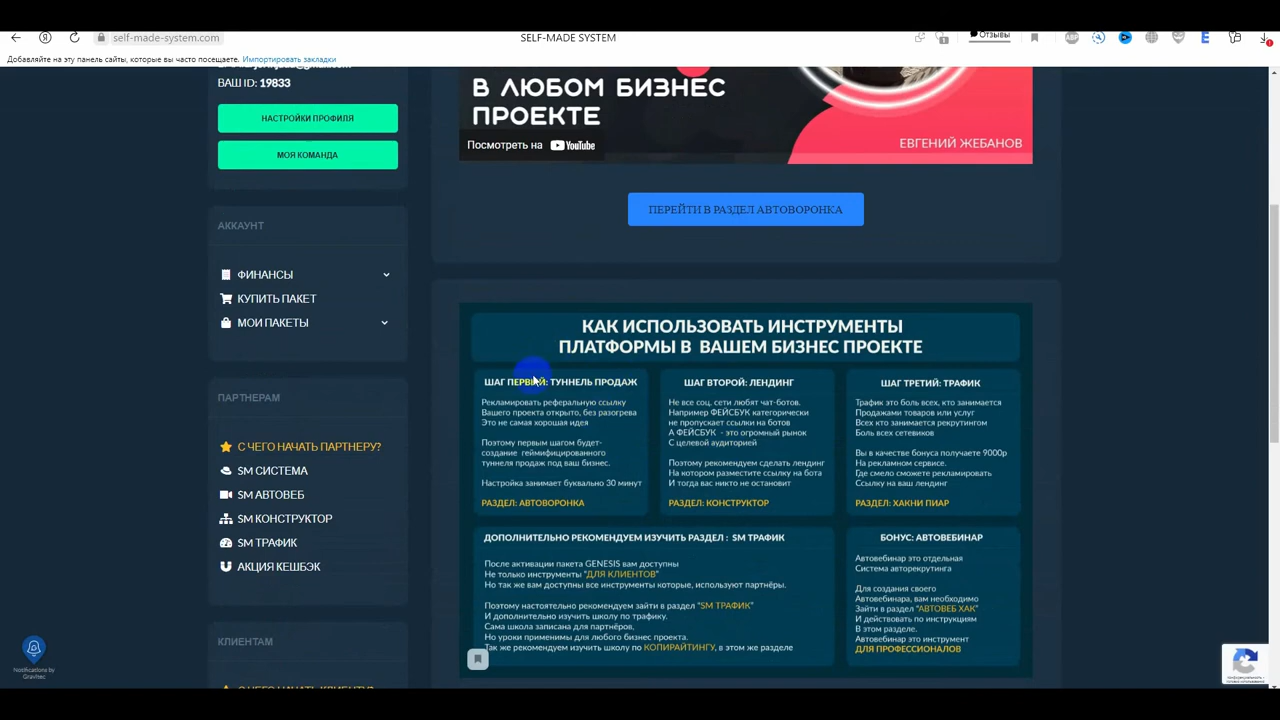 self-made-system.com
SELF-MADE SYSTEM
Отзывы
Добавляйте на эту панель сайты, которые вы часто посещаете. Импортировать закладки
ВАШ ID: 19833
НАСТРОЙКИ ПРОФИЛЯ
МОЯ КОМАНДА
АККАУНТ
ФИНАНСЫ
КУПИТЬ ПАКЕТ
МОИ ПАКЕТЫ
ПАРТНЕРАМ
С ЧЕГО НАЧАТЬ ПАРТНЕРУ?
SM СИСТЕМА
SM АВТОВЕБ
SM КОНСТРУКТОР
SM ТРАФИК
АКЦИЯ КЕШБЭК
КЛИЕНТАМ
С ЧЕГО НАЧАТЬ КЛИЕНТУ?
Notifications by
Gravitec
В ЛЮБОМ БИЗНЕС
ПРОЕКТЕ
Посмотреть на YouTube
ЕВГЕНИЙ ЖЕБАНОВ
ПЕРЕЙТИ В РАЗДЕЛ АВТОВОРОНКА
КАК ИСПОЛЬЗОВАТЬ ИНСТРУМЕНТЫ
ПЛАТФОРМЫ В ВАШЕМ БИЗНЕС ПРОЕКТЕ
ШАГ ПЕРВЫЙ: ТУННЕЛЬ ПРОДАЖ
Рекламировать реферальную ссылку
Вашего проекта открыто, без разогрева
Это не самая хорошая идея
Поэтому первым шагом будет-
создание геймифицированного
туннеля продаж под ваш бизнес.
Настройка занимает буквально 30 минут
РАЗДЕЛ: АВТОВОРОНКА
ШАГ ВТОРОЙ: ЛЕНДИНГ
Не все соц. сети любят чат-ботов.
Например ФЕЙСБУК категорически
не пропускает ссылки на ботов
А ФЕЙСБУК - это огромный рынок
С целевой аудиторией
Поэтому рекомендуем сделать лендинг
На котором разместите ссылку на бота
И тогда вас никто не остановит
РАЗДЕЛ: КОНСТРУКТОР
ШАГ ТРЕТИЙ: ТРАФИК
Трафик это боль всех, кто занимается
Продажами товаров или услуг
Всех кто занимается рекрутингом
Боль всех сетевиков
Вы в качестве бонуса получаете 9000р
На рекламном сервисе.
Где смело сможете рекламировать
Ссылку на ваш лендинг
РАЗДЕЛ: ХАКНИ ПИАР
ДОПОЛНИТЕЛЬНО РЕКОМЕНДУЕМ ИЗУЧИТЬ РАЗДЕЛ : SM ТРАФИК
После активации пакета GENESIS вам доступны
Не только инструменты "ДЛЯ КЛИЕНТОВ"
Но так же вам доступны все инструменты которые, используют партнёры.
Поэтому настоятельно рекомендуем зайти в раздел "SM ТРАФИК"
И дополнительно изучить школу по трафику.
Сама школа записана для партнёров,
Но уроки применимы для любого бизнес проекта.
Так же рекомендуем изучить школу по КОПИРАЙТИНГУ, в этом же разделе
БОНУС: АВТОВЕБИНАР
Автовебинар это отдельная
Система авторекрутинга
Для создания своего
Автовебинара, вам необходимо
Зайти в раздел "АВТОВЕБ ХАК"
И действовать по инструкциям
В этом разделе.
Автовебинар это инструмент
ДЛЯ ПРОФЕССИОНАЛОВ